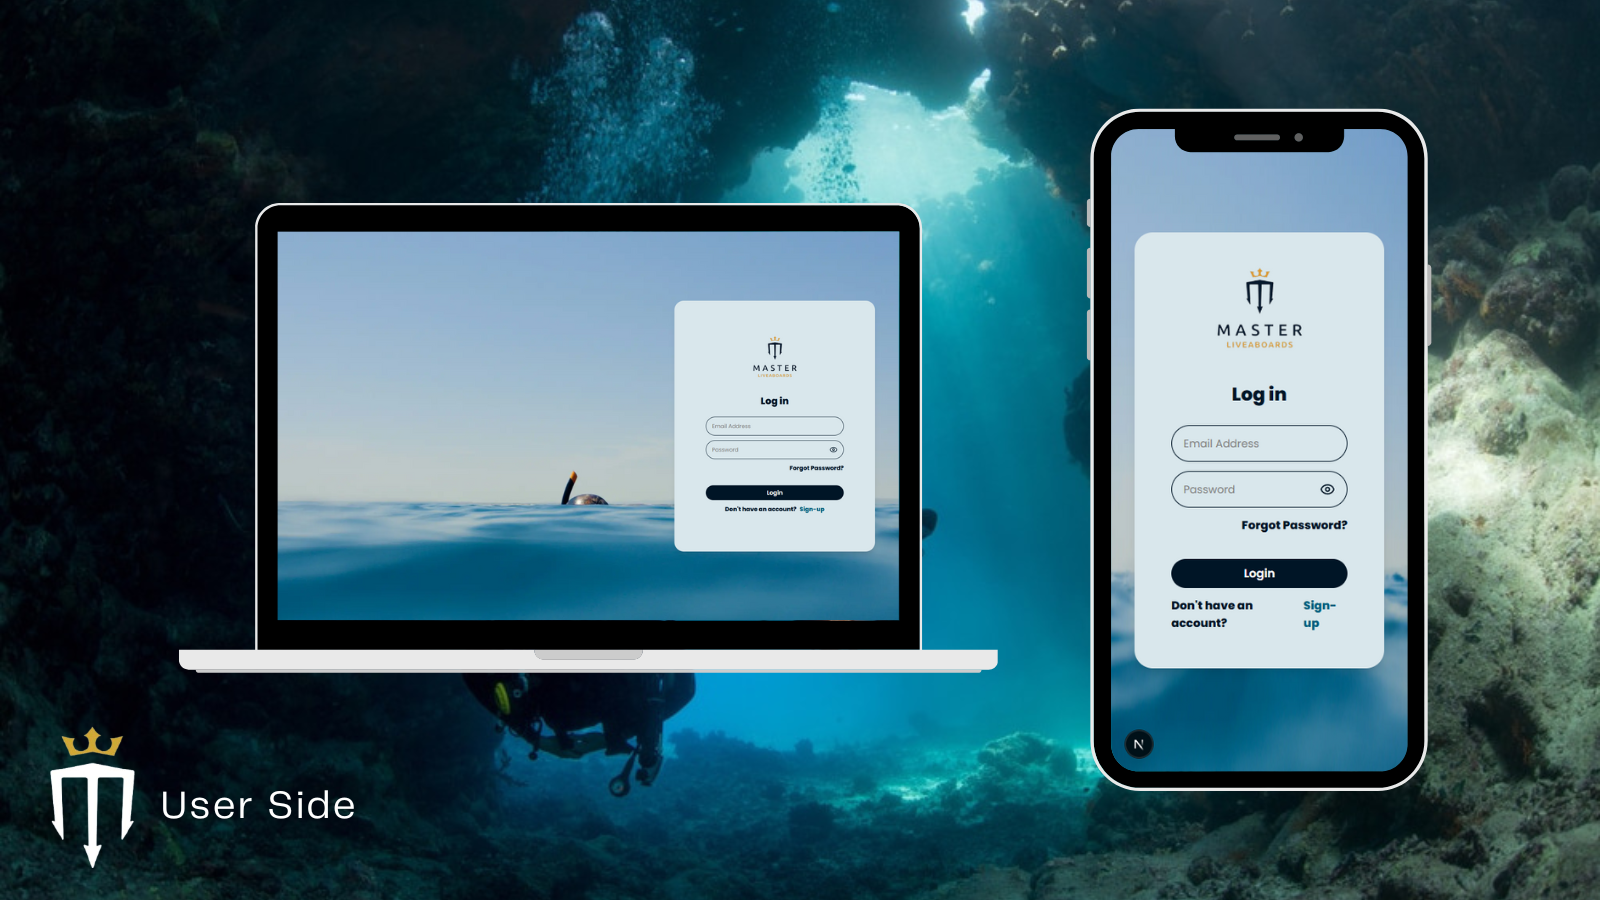 MASTER
LIVEABOARDS
Log in
Email Address
Password
Forgot Password?
Login
Don't have an account? Sign-up
MASTER
LIVEABOARDS
Log in
Email Address
Password
Forgot Password?
Login
Don't have an Sign-
account? up
N
User Side